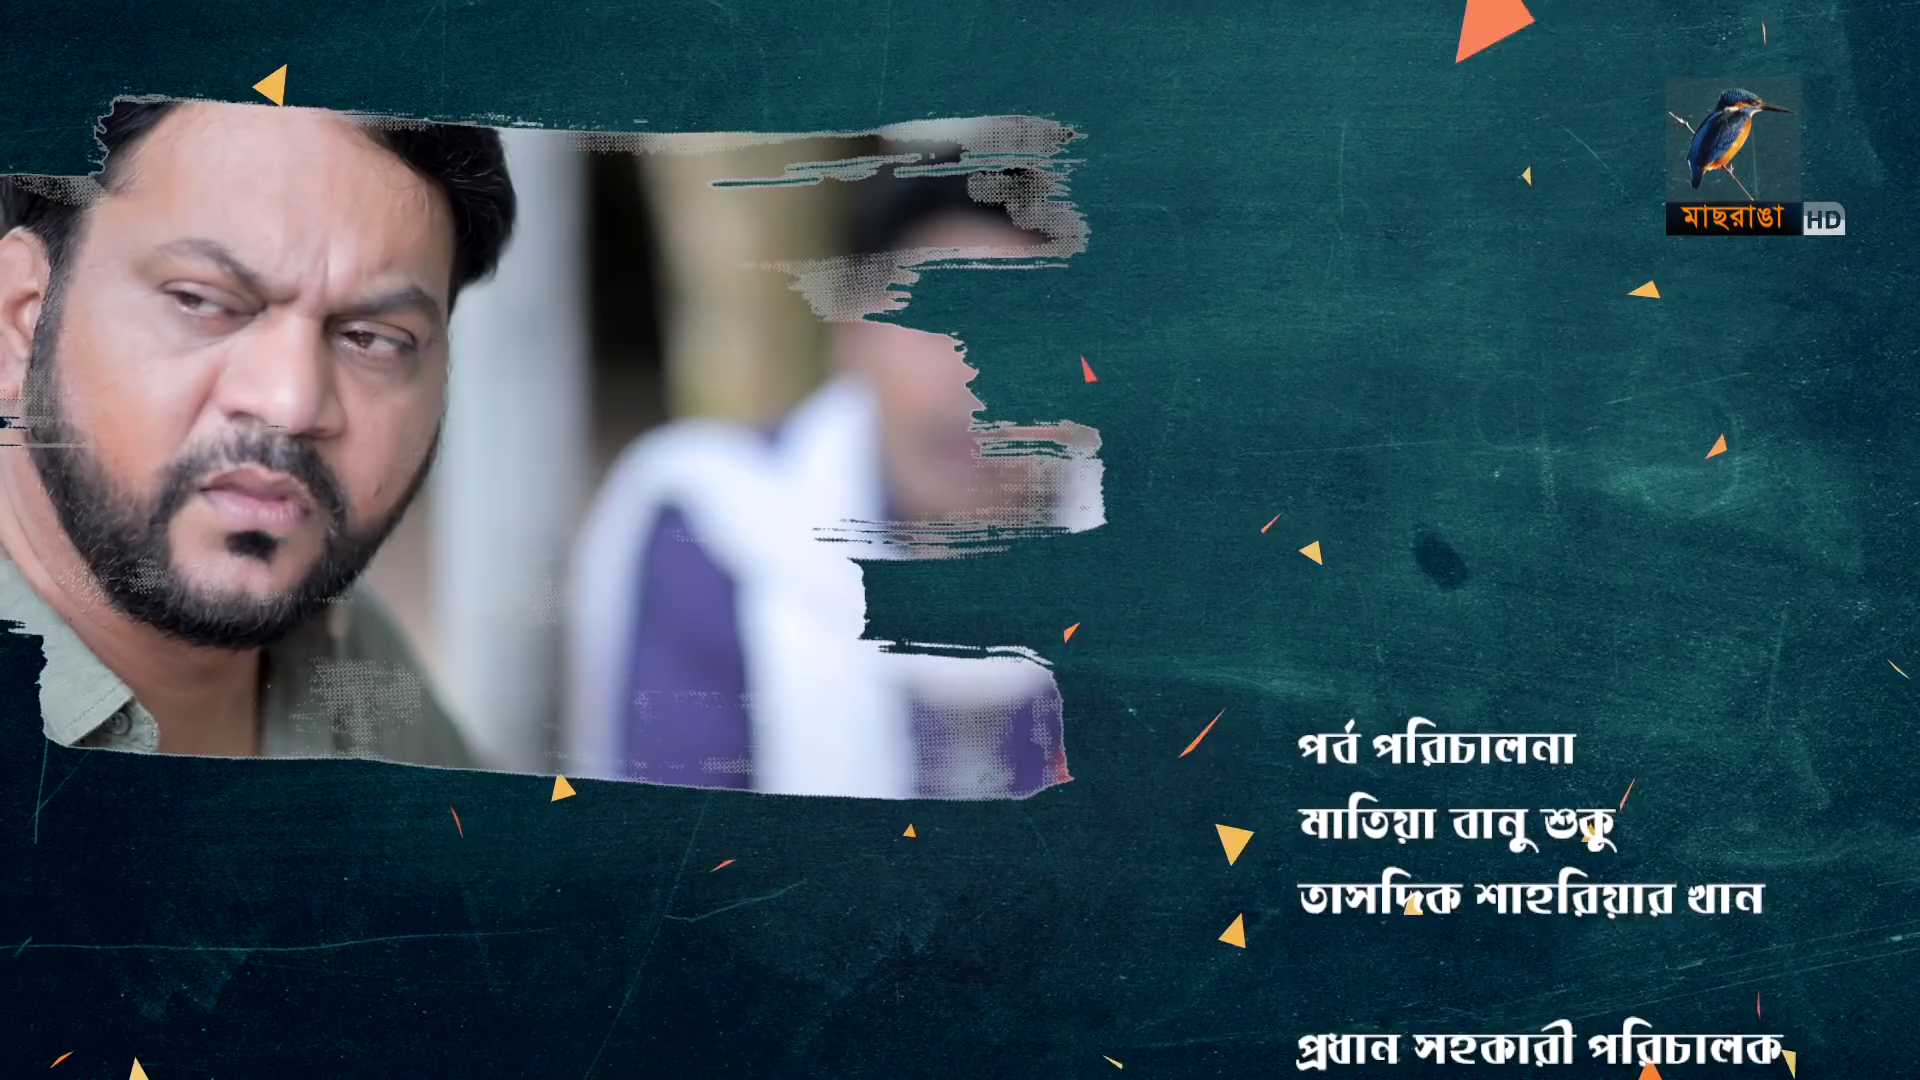 মাছরাঙা HD
পর্ব পরিচালনা
মাতিয়া বানু শুকু
তাসদ্দিক শাহরিয়ার খান
প্রধান সহকারী পরিচালক